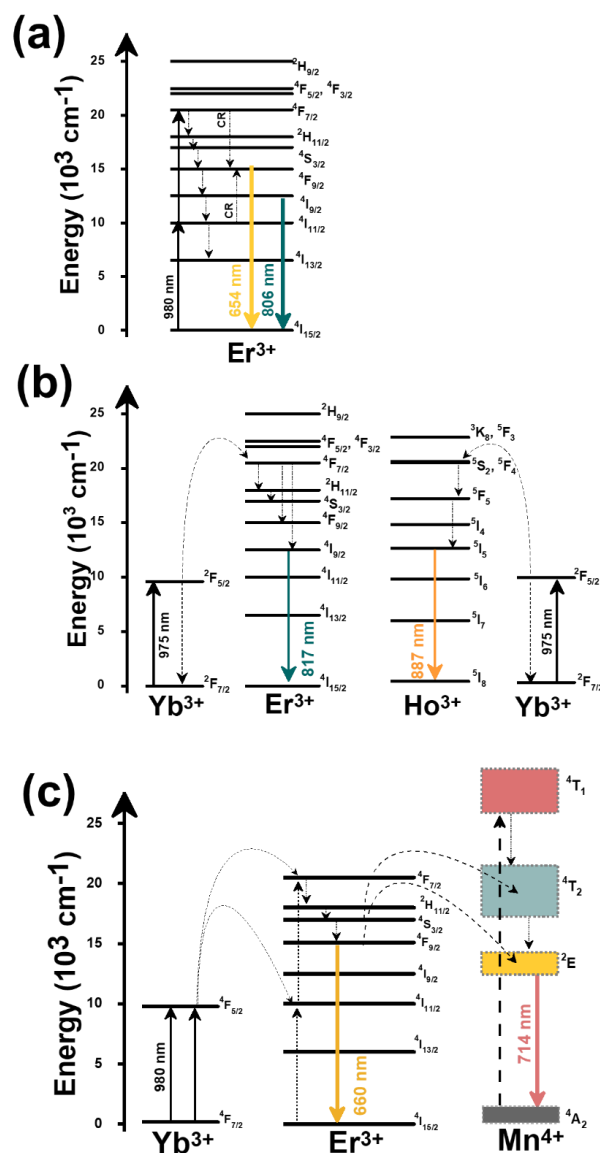 (a)
Energy (10³ cm⁻¹)
25
20
15
10
5
0
²H₉/₂
⁴F₅/₂, ⁴F₃/₂
⁴F₇/₂
²H₁₁/₂
⁴S₃/₂
⁴F₉/₂
⁴I₉/₂
⁴I₁₁/₂
⁴I₁₃/₂
⁴I₁₅/₂
CR
CR
980 nm
654 nm
806 nm
Er³⁺
(b)
Energy (10³ cm⁻¹)
25
20
15
10
5
0
²F₅/₂
²F₇/₂
975 nm
Yb³⁺
²H₉/₂
⁴F₅/₂, ⁴F₃/₂
⁴F₇/₂
²H₁₁/₂
⁴S₃/₂
⁴F₉/₂
⁴I₉/₂
⁴I₁₁/₂
⁴I₁₃/₂
⁴I₁₅/₂
817 nm
Er³⁺
³K₈, ⁵F₃
⁵S₂, ⁵F₄
⁵F₅
⁵I₄
⁵I₅
⁵I₆
⁵I₇
⁵I₈
887 nm
Ho³⁺
²F₅/₂
²F₇/₂
975 nm
Yb³⁺
(c)
Energy (10³ cm⁻¹)
25
20
15
10
5
0
⁴F₅/₂
⁴F₇/₂
980 nm
Yb³⁺
⁴F₇/₂
²H₁₁/₂
⁴S₃/₂
⁴F₉/₂
⁴I₉/₂
⁴I₁₁/₂
⁴I₁₃/₂
⁴I₁₅/₂
660 nm
Er³⁺
⁴T₁
⁴T₂
²E
⁴A₂
714 nm
Mn⁴⁺